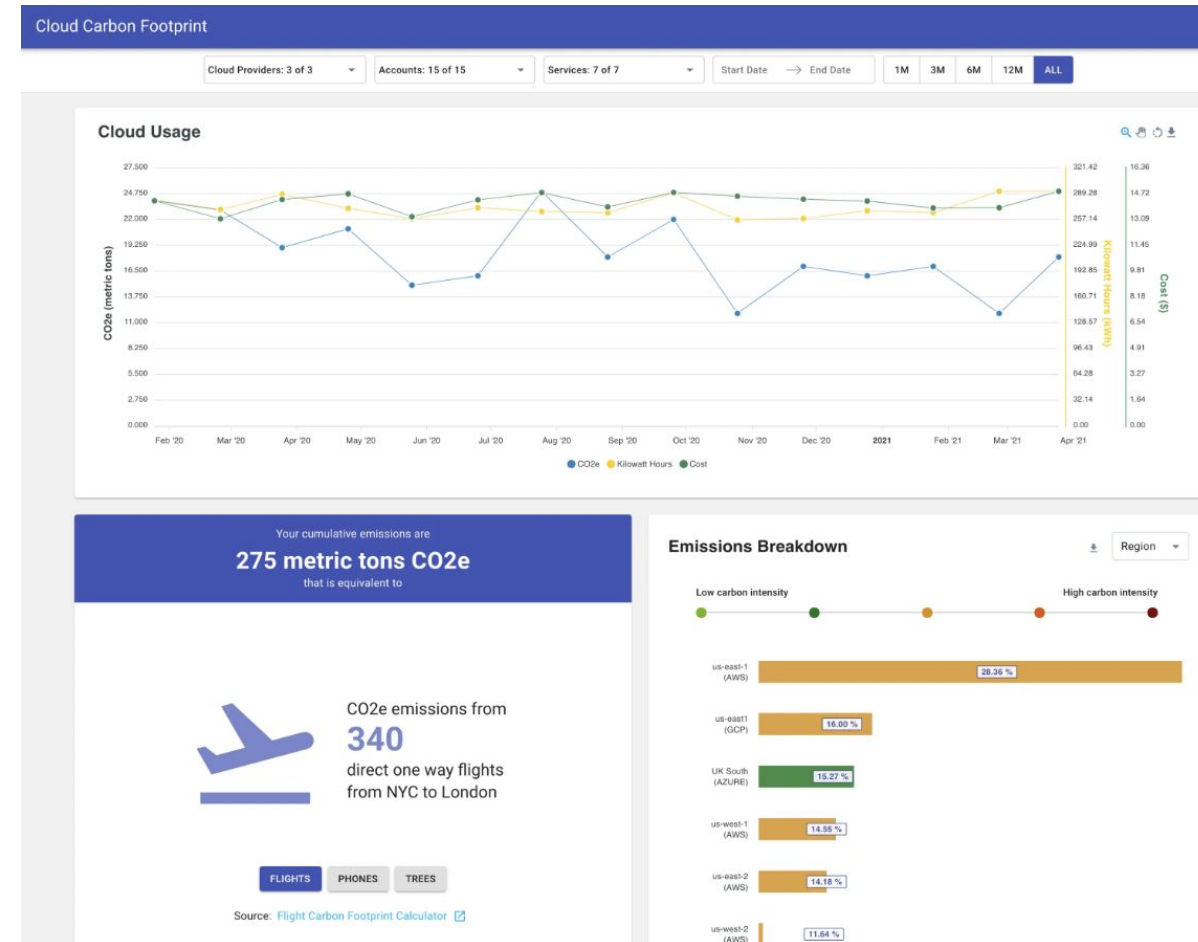 Cloud Carbon Footprint
Cloud Providers: 3 of 3
Accounts: 15 of 15
Services: 7 of 7
Start Date → End Date
1M 3M 6M 12M ALL
Cloud Usage
27.500
24.750
22.000
19.250
16.500
13.750
11.000
8.250
5.500
2.750
0.000
CO2e (metric tons)
321.42
289.28
257.14
224.99
192.85
160.71
128.57
96.43
64.28
32.14
0.00
Kilowatt Hours (kWh)
16.36
14.72
13.09
11.45
9.81
8.18
6.54
4.91
3.27
1.64
0.00
Cost ($)
Feb '20 Mar '20 Apr '20 May '20 Jun '20 Jul '20 Aug '20 Sep '20 Oct '20 Nov '20 Dec '20 2021 Feb '21 Mar '21 Apr '21
CO2e Kilowatt Hours Cost
Your cumulative emissions are
275 metric tons CO2e
that is equivalent to
CO2e emissions from
340
direct one way flights
from NYC to London
FLIGHTS PHONES TREES
Source: Flight Carbon Footprint Calculator
Emissions Breakdown
Region
Low carbon intensity High carbon intensity
us-east-1
(AWS)
28.36 %
us-east1
(GCP)
16.00 %
UK South
(AZURE)
15.27 %
us-west-1
(AWS)
14.55 %
us-east-2
(AWS)
14.18 %
us-west-2
(AWS)
11.64 %